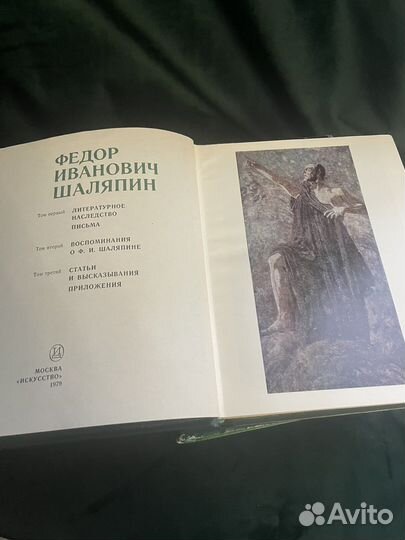 ФЕДОР
ИВАНОВИЧ
ШАЛЯПИН
Том первый ЛИТЕРАТУРНОЕ
НАСЛЕДСТВО
ПИСЬМА
Том второй ВОСПОМИНАНИЯ
О Ф. И. ШАЛЯПИНЕ
Том третий СТАТЬИ
И ВЫСКАЗЫВАНИЯ
ПРИЛОЖЕНИЯ
МОСКВА
«ИСКУССТВО»
1979
Avito